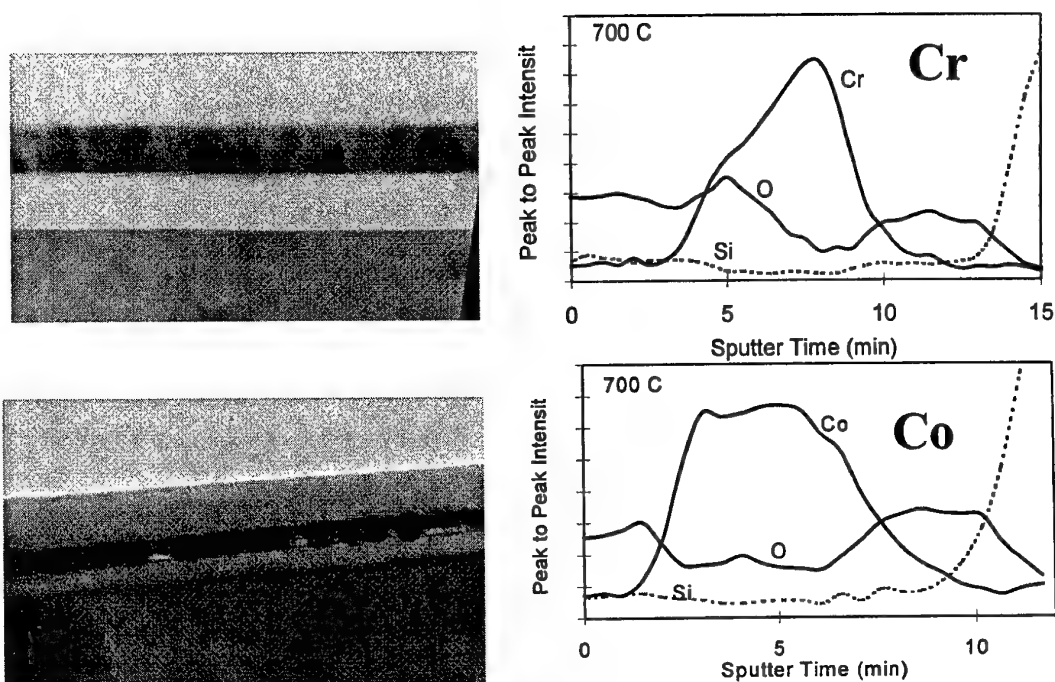 700 C
Cr
Cr
O
Si
Peak to Peak Intensit
0
5
10
15
Sputter Time (min)
700 C
Co
Co
O
Si
Peak to Peak Intensit
0
5
10
Sputter Time (min)